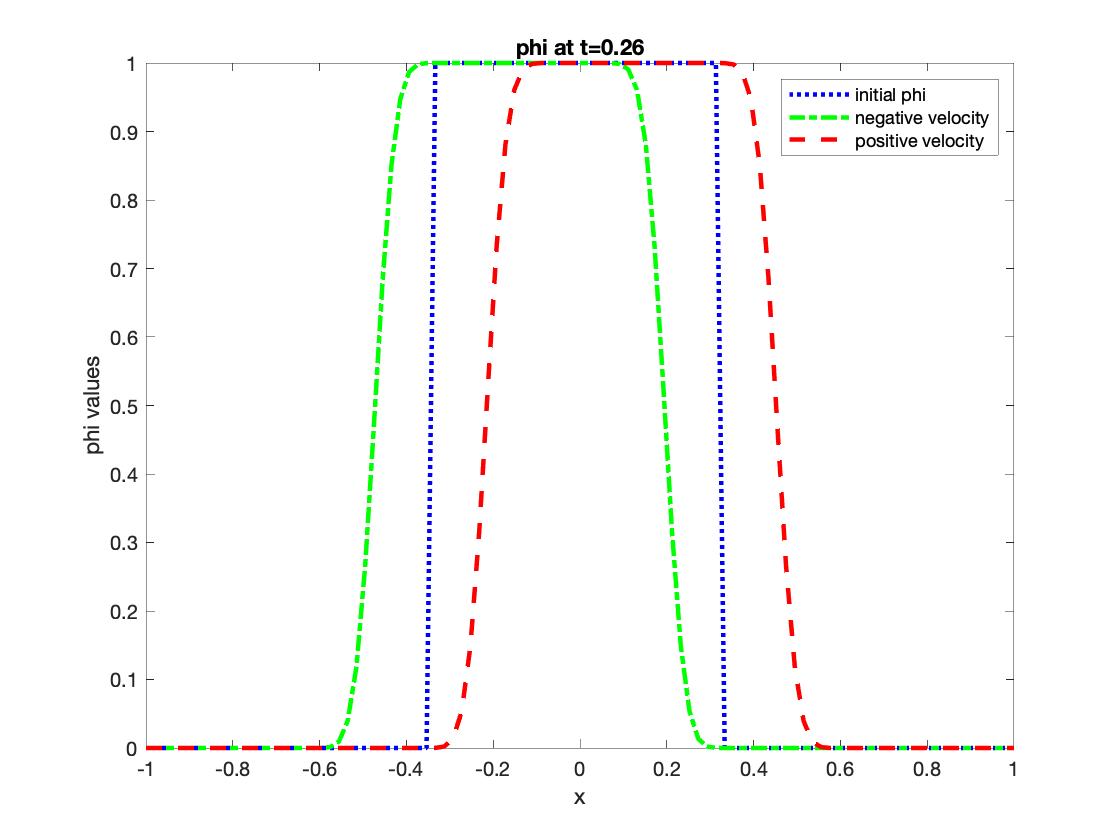 phi at t=0.26
initial phi
negative velocity
positive velocity
phi values
1
0.9
0.8
0.7
0.6
0.5
0.4
0.3
0.2
0.1
0
-1 -0.8 -0.6 -0.4 -0.2 0 0.2 0.4 0.6 0.8 1
x